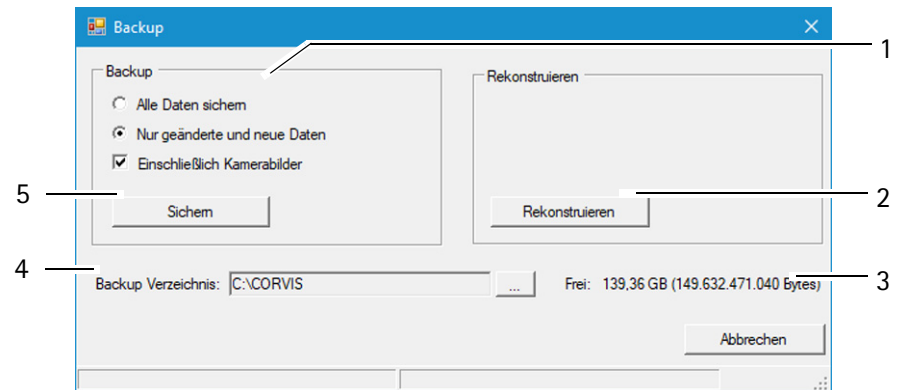 Backup
1
Backup
Rekonstruieren
Alle Daten sichern
Nur geänderte und neue Daten
Einschließlich Kamerabilder
5
2
Sichern
Rekonstruieren
4
3
Backup Verzeichnis: C:\CORVIS ... Frei: 139,36 GB (149.632.471.040 Bytes)
Abbrechen